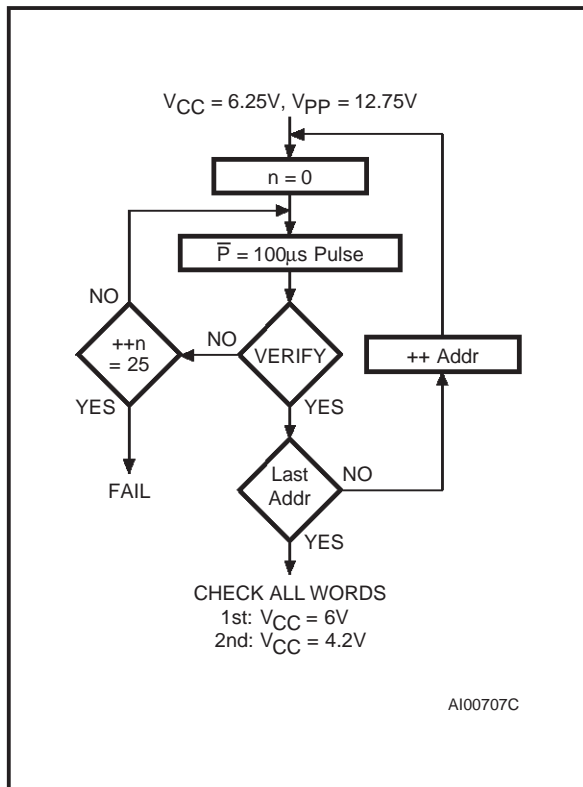 VCC = 6.25V, VPP = 12.75V
n = 0
P̅ = 100µs Pulse
NO
++n
= 25
NO
VERIFY
++ Addr
YES
YES
Last
Addr
NO
FAIL
YES
CHECK ALL WORDS
1st: VCC = 6V
2nd: VCC = 4.2V
AI00707C